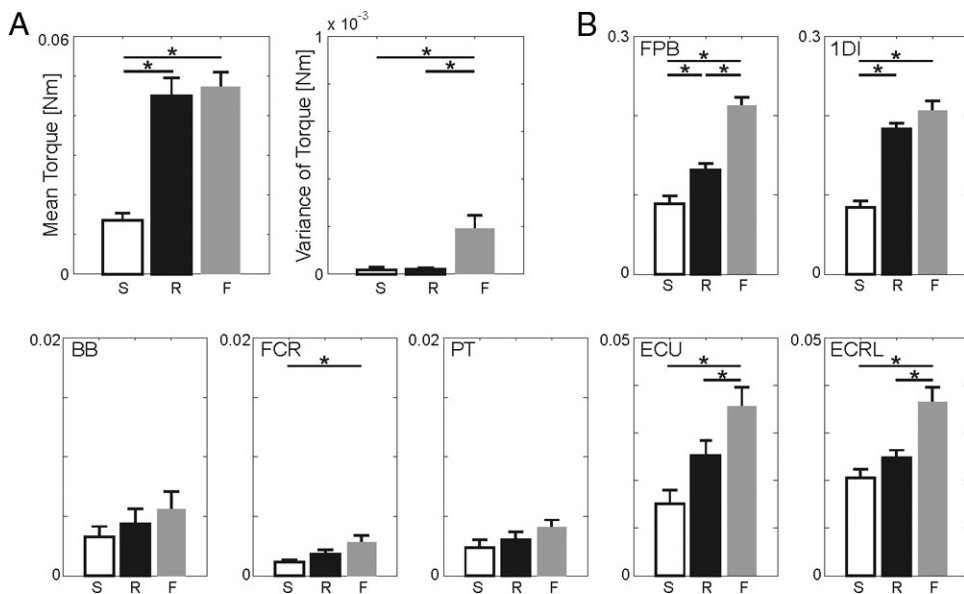 A
Mean Torque [Nm]
0.06
0
*
*
S R F
Variance of Torque [Nm]
1 x 10⁻³
0
*
*
S R F
B
0.3
0
FPB
*
* *
S R F
0.3
0
1DI
*
*
S R F
0.02
0
BB
S R F
0.02
0
FCR
*
S R F
0.02
0
PT
S R F
0.05
0
ECU
*
*
S R F
0.05
0
ECRL
*
*
S R F